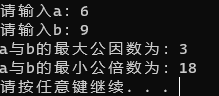 请输入a: 6
请输入b: 9
a与b的最大公因数为: 3
a与b的最小公倍数为: 18
请按任意键继续. . .